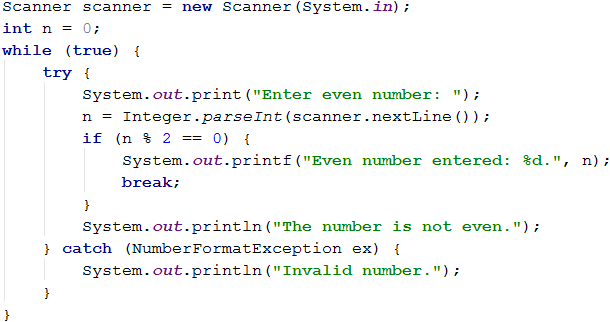 Scanner scanner = new Scanner(System.in);
int n = 0;
while (true) {
    try {
        System.out.print("Enter even number: ");
        n = Integer.parseInt(scanner.nextLine());
        if (n % 2 == 0) {
            System.out.printf("Even number entered: %d.", n);
            break;
        }
        System.out.println("The number is not even.");
    } catch (NumberFormatException ex) {
        System.out.println("Invalid number.");
    }
}